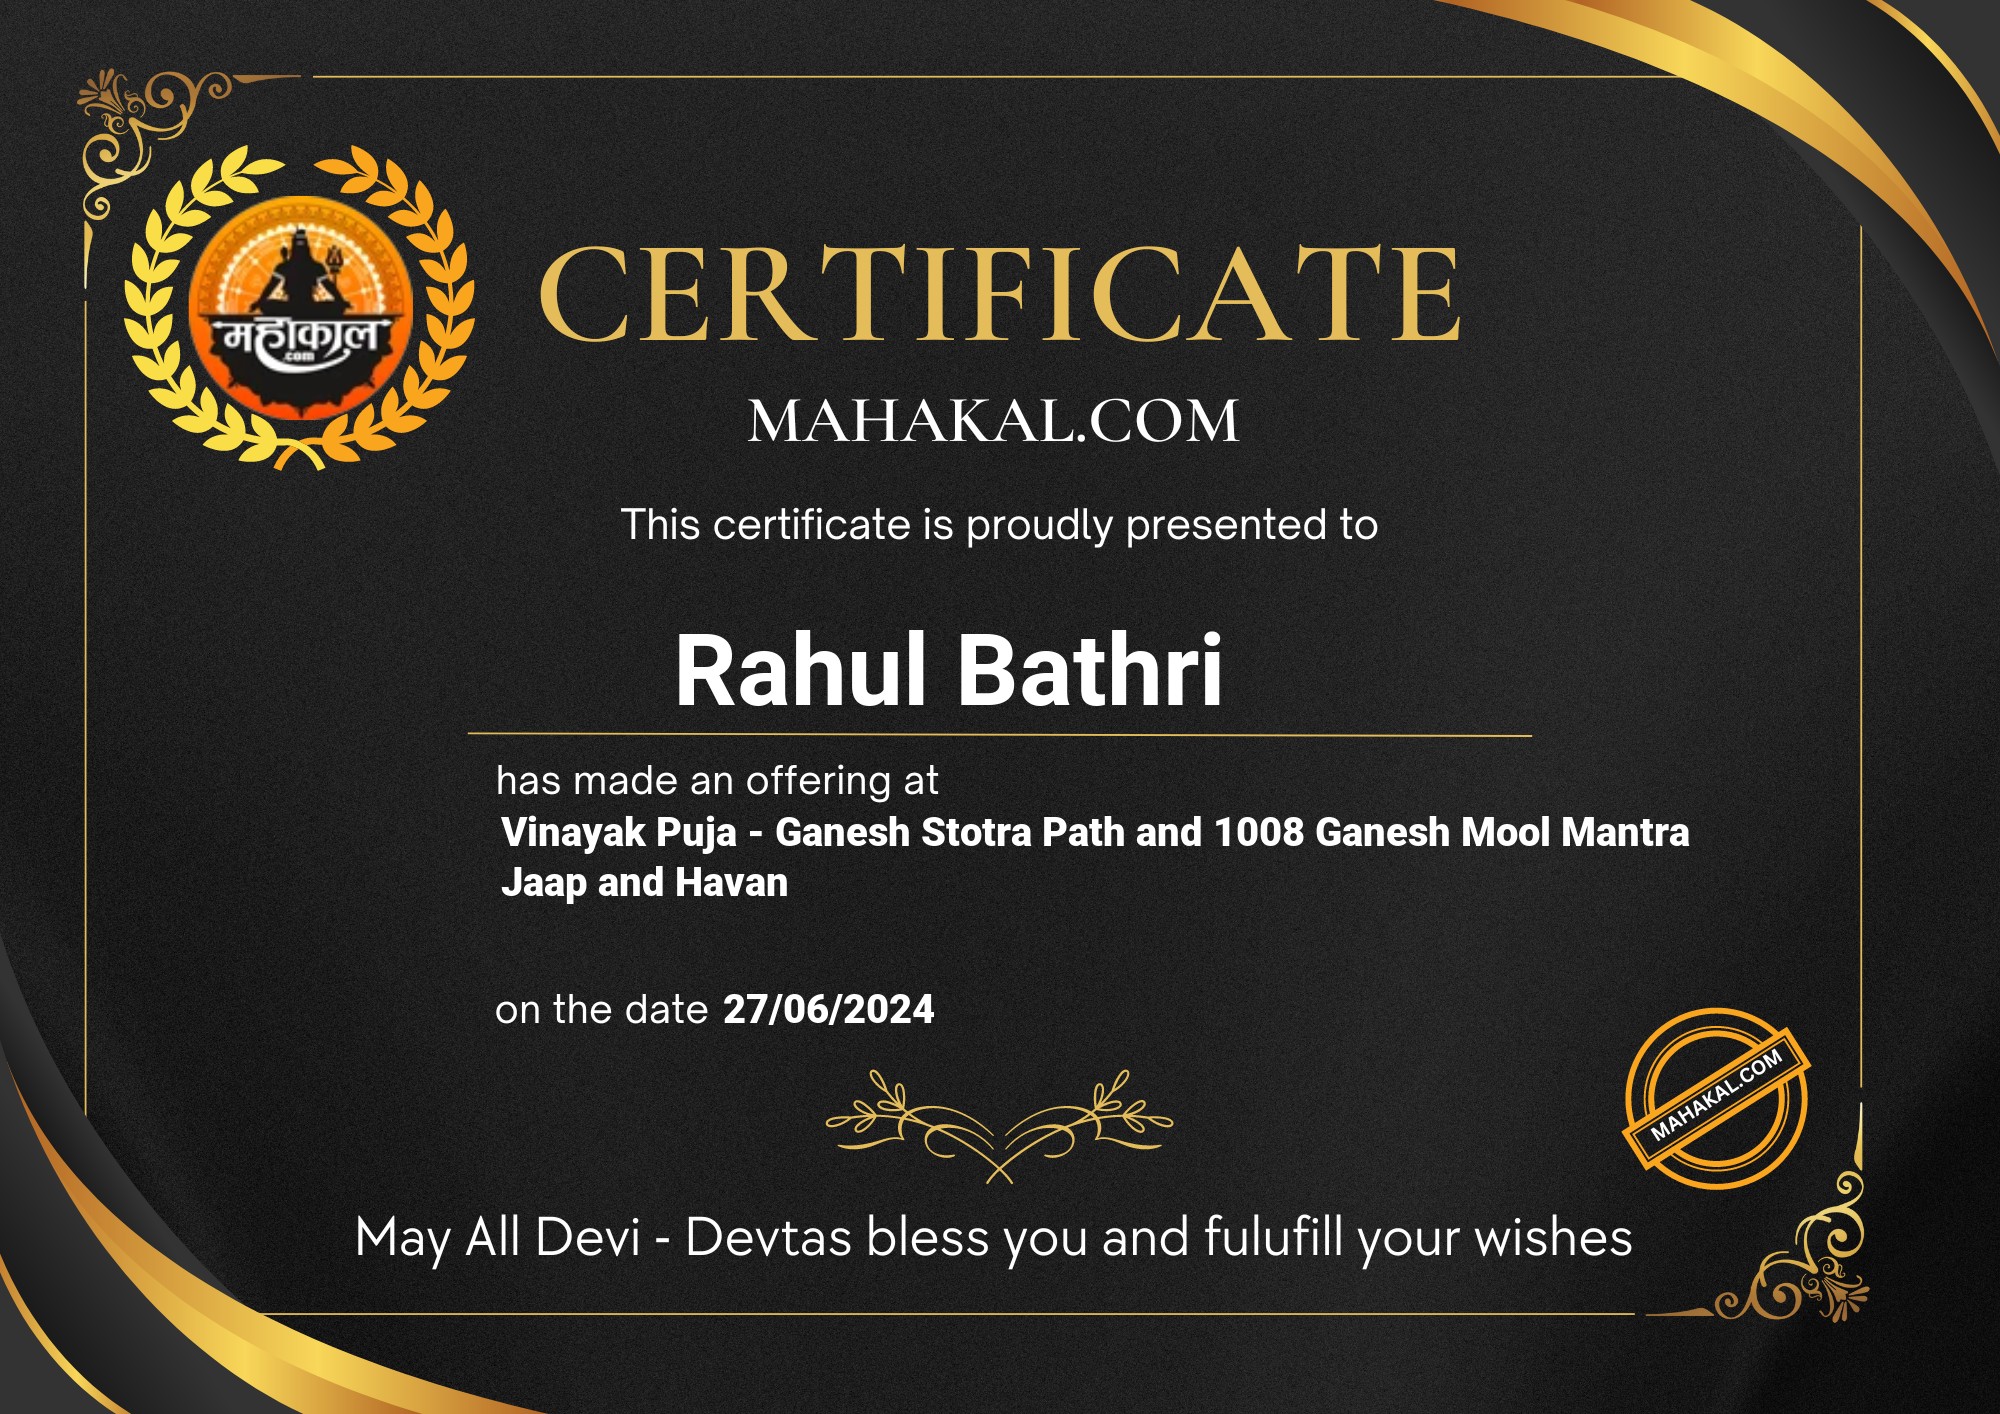 महाकाल
.com
CERTIFICATE
MAHAKAL.COM
This certificate is proudly presented to
Rahul Bathri
has made an offering at
Vinayak Puja - Ganesh Stotra Path and 1008 Ganesh Mool Mantra
Jaap and Havan
on the date 27/06/2024
MAHAKAL.COM
May All Devi - Devtas bless you and fulufill your wishes